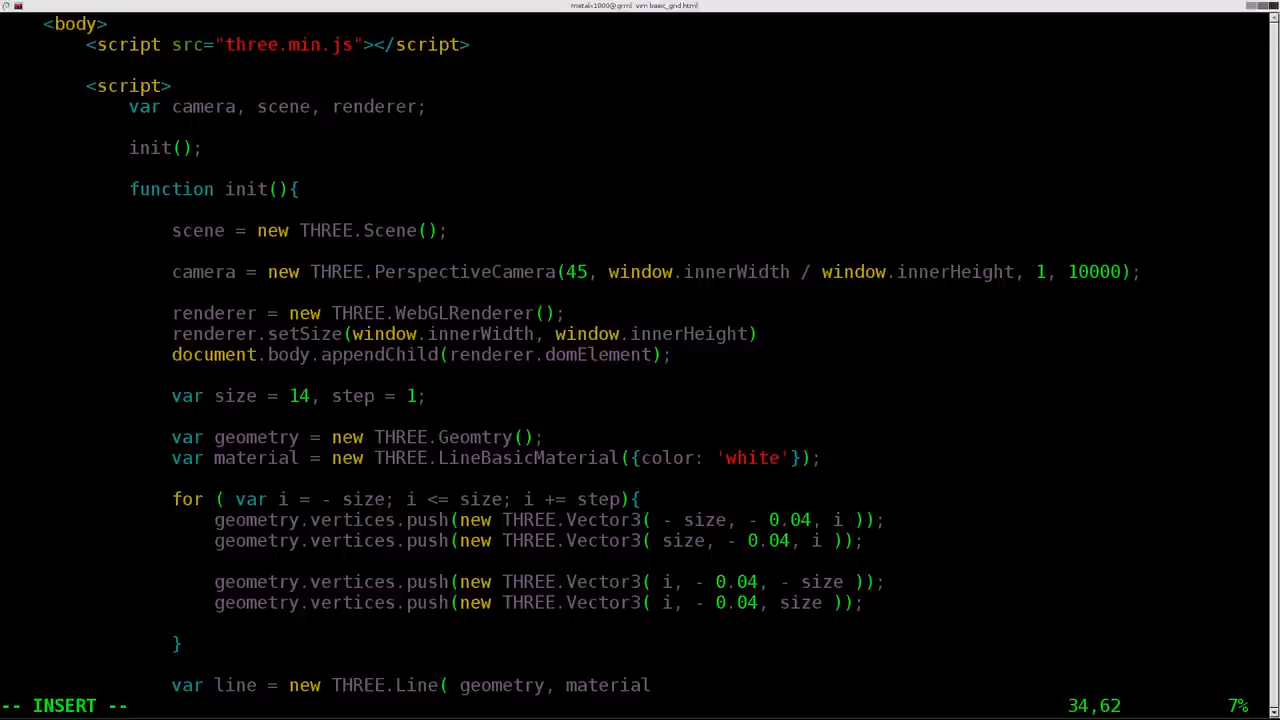 metalx1000@grml vim basic_grid.html
<body>
<script src="three.min.js"></script>
<script>
var camera, scene, renderer;
init();
function init(){
scene = new THREE.Scene();
camera = new THREE.PerspectiveCamera(45, window.innerWidth / window.innerHeight, 1, 10000);
renderer = new THREE.WebGLRenderer();
renderer.setSize(window.innerWidth, window.innerHeight)
document.body.appendChild(renderer.domElement);
var size = 14, step = 1;
var geometry = new THREE.Geomtry();
var material = new THREE.LineBasicMaterial({color: 'white'});
for ( var i = - size; i <= size; i += step){
geometry.vertices.push(new THREE.Vector3( - size, - 0.04, i ));
geometry.vertices.push(new THREE.Vector3( size, - 0.04, i ));
geometry.vertices.push(new THREE.Vector3( i, - 0.04, - size ));
geometry.vertices.push(new THREE.Vector3( i, - 0.04, size ));
}
var line = new THREE.Line( geometry, material
-- INSERT -- 34,62 7%